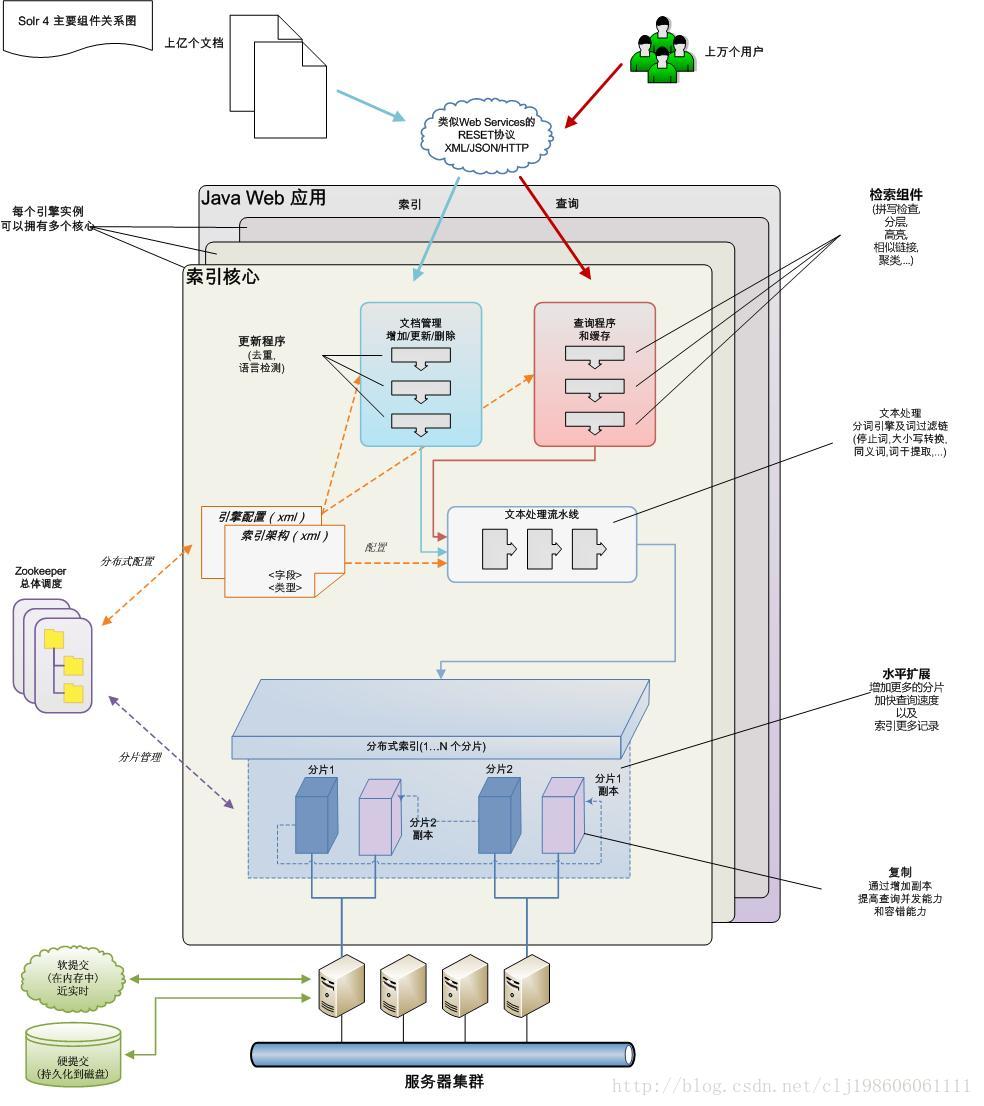 Solr 4 主要组件关系图
上亿个文档
上万个用户
类似Web Services的
RESET协议
XML/JSON/HTTP
Java Web 应用
索引
查询
每个引擎实例
可以拥有多个核心
检索组件
(拼写检查,
分层,
高亮,
相似链接,
聚类,...)
索引核心
文档管理
增加/更新/删除
查询程序
和缓存
更新程序
(去重,
语言检测)
文本处理
分词引擎及词过滤链
(停止词,大小写转换,
同义词,词干提取,...)
引擎配置 ( xml )
索引架构 ( xml )
<字段>
<类型>
配置
文本处理流水线
分布式配置
Zookeeper
总体调度
分片管理
水平扩展
增加更多的分片
加快查询速度
以及
索引更多记录
分布式索引(1...N 个分片)
分片1
分片2
副本
分片2
分片1
副本
复制
通过增加副本
提高查询并发能力
和容错能力
软提交
(在内存中)
近实时
硬提交
(持久化到磁盘)
服务器集群
http://blog.csdn.net/clj198606061111